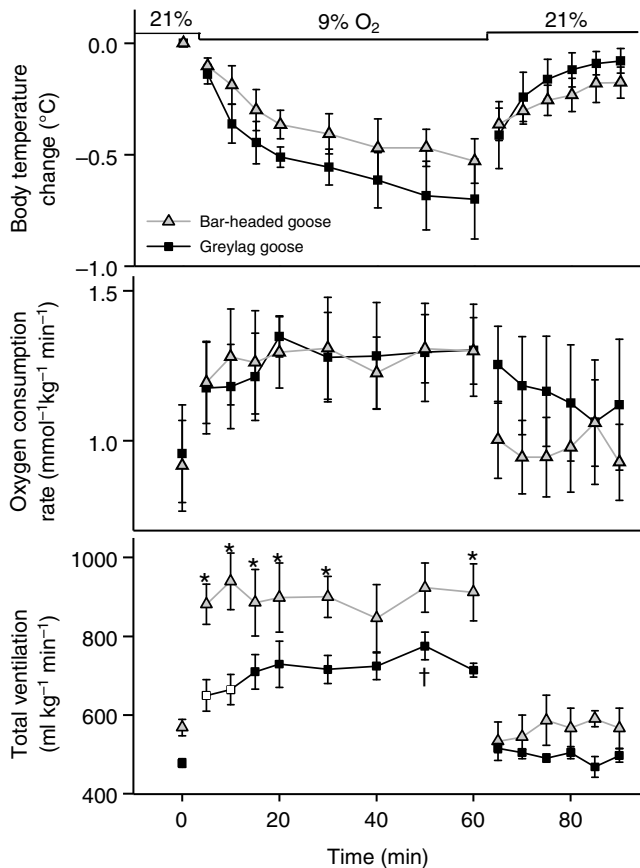 21% 9% O₂ 21%
0.0
−0.5
−1.0
Body temperature
change (°C)
Bar-headed goose
Greylag goose
1.5
1.0
Oxygen consumption
rate (mmol⁻¹kg⁻¹ min⁻¹)
* * * * * *
1000
800
600
400
Total ventilation
(ml kg⁻¹ min⁻¹)
†
0 20 40 60 80
Time (min)